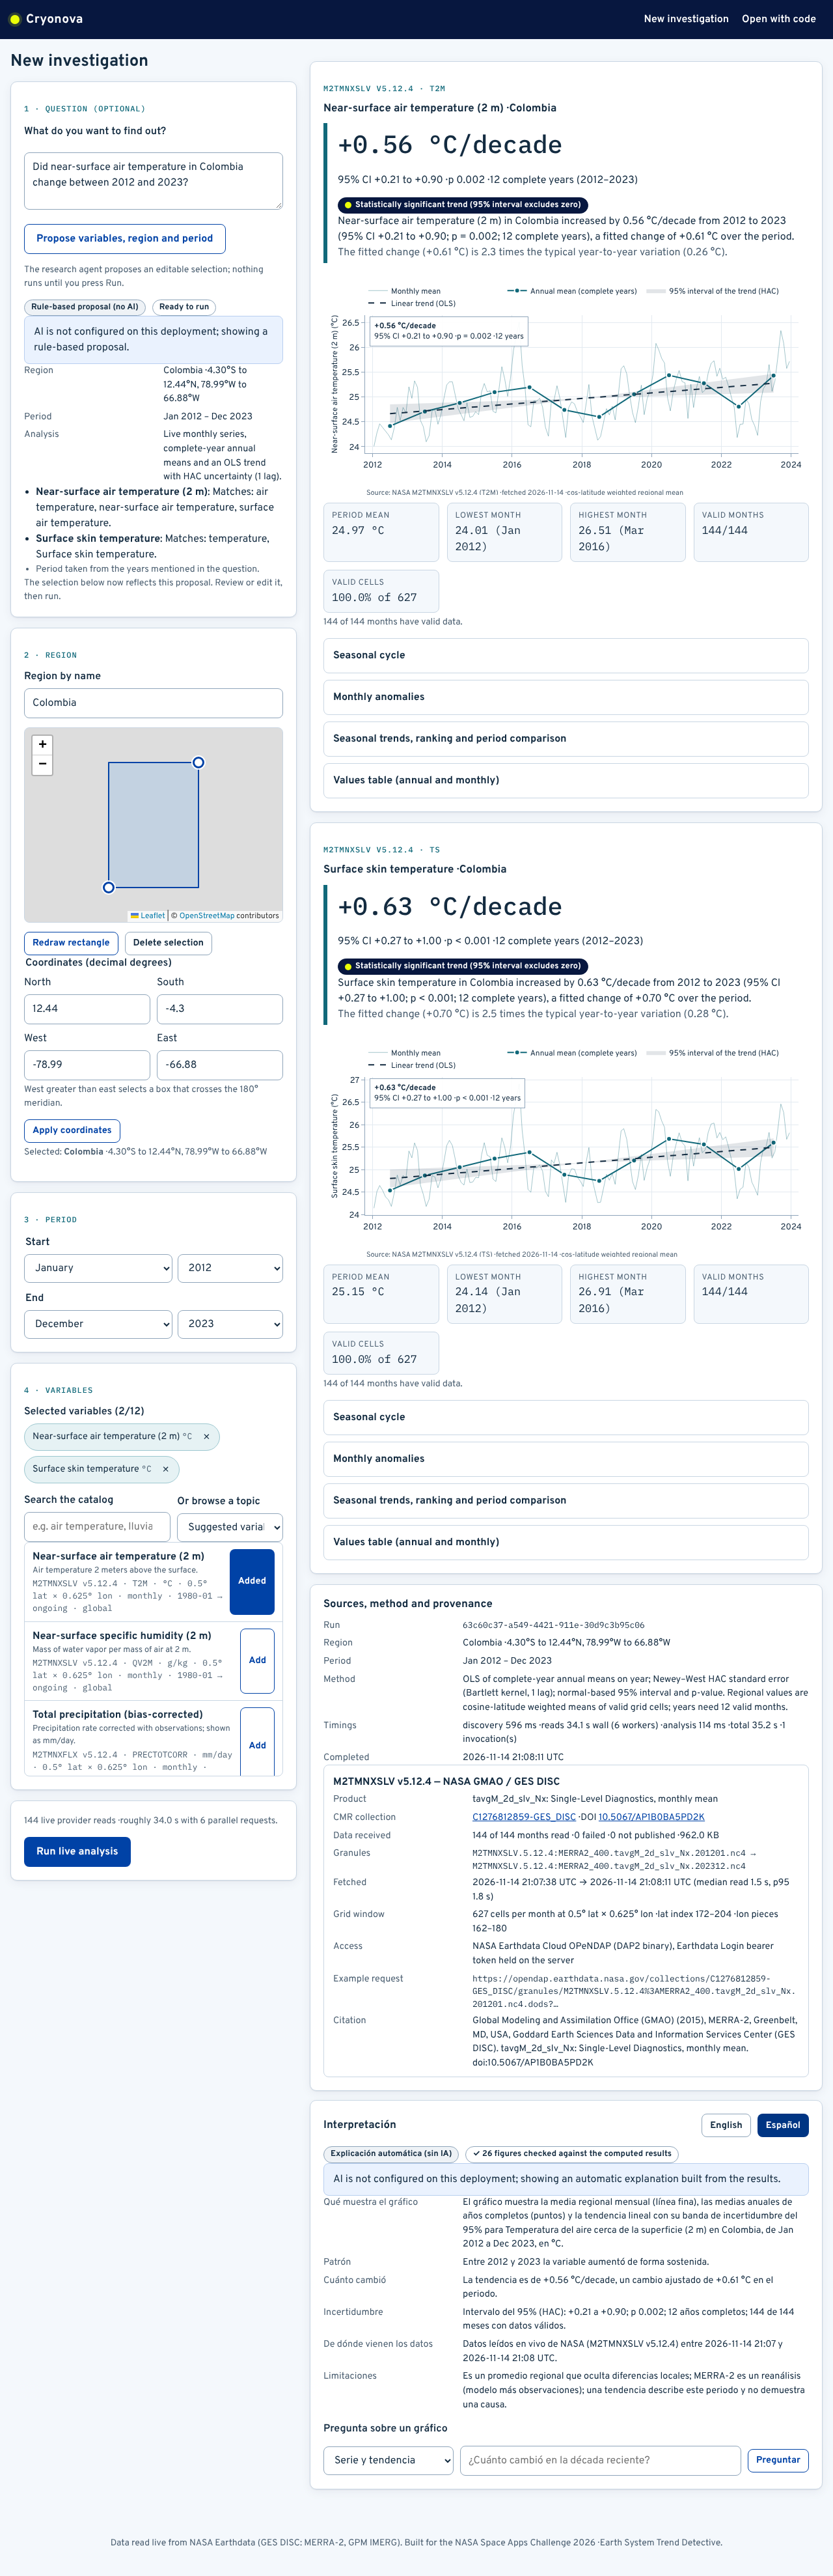 Cryonova
New investigation
Open with code
New investigation
1 · QUESTION (OPTIONAL)
What do you want to find out?
Did near-surface air temperature in Colombia
change between 2012 and 2023?
Propose variables, region and period
The research agent proposes an editable selection; nothing
runs until you press Run.
Rule-based proposal (no AI)
Ready to run
AI is not configured on this deployment; showing a
rule-based proposal.
Region
Colombia ·4.30°S to
12.44°N, 78.99°W to
66.88°W
Period
Jan 2012 – Dec 2023
Analysis
Live monthly series,
complete-year annual
means and an OLS trend
with HAC uncertainty (1 lag).
• Near-surface air temperature (2 m): Matches: air
temperature, near-surface air temperature, surface
air temperature.
• Surface skin temperature: Matches: temperature,
Surface skin temperature.
• Period taken from the years mentioned in the question.
The selection below now reflects this proposal. Review or edit it,
then run.
2 · REGION
Region by name
Colombia
+
−
Leaflet | © OpenStreetMap contributors
Redraw rectangle
Delete selection
Coordinates (decimal degrees)
North
South
12.44
-4.3
West
East
-78.99
-66.88
West greater than east selects a box that crosses the 180°
meridian.
Apply coordinates
Selected: Colombia ·4.30°S to 12.44°N, 78.99°W to 66.88°W
3 · PERIOD
Start
January
2012
End
December
2023
4 · VARIABLES
Selected variables (2/12)
Near-surface air temperature (2 m) °C ×
Surface skin temperature °C ×
Search the catalog
Or browse a topic
e.g. air temperature, lluvia
Suggested varial
Near-surface air temperature (2 m)
Air temperature 2 meters above the surface.
M2TMNXSLV v5.12.4 · T2M · °C · 0.5°
lat × 0.625° lon · monthly · 1980-01 →
ongoing · global
Added
Near-surface specific humidity (2 m)
Mass of water vapor per mass of air at 2 m.
M2TMNXSLV v5.12.4 · QV2M · g/kg · 0.5°
lat × 0.625° lon · monthly · 1980-01 →
ongoing · global
Add
Total precipitation (bias-corrected)
Precipitation rate corrected with observations; shown
as mm/day.
M2TMNXFLX v5.12.4 · PRECTOTCORR · mm/day
· 0.5° lat × 0.625° lon · monthly ·
Add
144 live provider reads ·roughly 34.0 s with 6 parallel requests.
Run live analysis
M2TMNXSLV V5.12.4 · T2M
Near-surface air temperature (2 m) ·Colombia
+0.56 °C/decade
95% CI +0.21 to +0.90 ·p 0.002 ·12 complete years (2012–2023)
Statistically significant trend (95% interval excludes zero)
Near-surface air temperature (2 m) in Colombia increased by 0.56 °C/decade from 2012 to 2023
(95% CI +0.21 to +0.90; p = 0.002; 12 complete years), a fitted change of +0.61 °C over the period.
The fitted change (+0.61 °C) is 2.3 times the typical year-to-year variation (0.26 °C).
Monthly mean
Annual mean (complete years)
95% interval of the trend (HAC)
Linear trend (OLS)
Near-surface air temperature (2 m) (°C)
+0.56 °C/decade
95% CI +0.21 to +0.90 ·p = 0.002 ·12 years
26.5
26
25.5
25
24.5
24
2012
2014
2016
2018
2020
2022
2024
Source: NASA M2TMNXSLV v5.12.4 (T2M) ·fetched 2026-11-14 ·cos-latitude weighted regional mean
PERIOD MEAN
24.97 °C
LOWEST MONTH
24.01 (Jan
2012)
HIGHEST MONTH
26.51 (Mar
2016)
VALID MONTHS
144/144
VALID CELLS
100.0% of 627
144 of 144 months have valid data.
Seasonal cycle
Monthly anomalies
Seasonal trends, ranking and period comparison
Values table (annual and monthly)
M2TMNXSLV V5.12.4 · TS
Surface skin temperature ·Colombia
+0.63 °C/decade
95% CI +0.27 to +1.00 ·p < 0.001 ·12 complete years (2012–2023)
Statistically significant trend (95% interval excludes zero)
Surface skin temperature in Colombia increased by 0.63 °C/decade from 2012 to 2023 (95% CI
+0.27 to +1.00; p < 0.001; 12 complete years), a fitted change of +0.70 °C over the period.
The fitted change (+0.70 °C) is 2.5 times the typical year-to-year variation (0.28 °C).
Monthly mean
Annual mean (complete years)
95% interval of the trend (HAC)
Linear trend (OLS)
Surface skin temperature (°C)
+0.63 °C/decade
95% CI +0.27 to +1.00 ·p < 0.001 ·12 years
27
26.5
26
25.5
25
24.5
24
2012
2014
2016
2018
2020
2022
2024
Source: NASA M2TMNXSLV v5.12.4 (TS) ·fetched 2026-11-14 ·cos-latitude weighted regional mean
PERIOD MEAN
25.15 °C
LOWEST MONTH
24.14 (Jan
2012)
HIGHEST MONTH
26.91 (Mar
2016)
VALID MONTHS
144/144
VALID CELLS
100.0% of 627
144 of 144 months have valid data.
Seasonal cycle
Monthly anomalies
Seasonal trends, ranking and period comparison
Values table (annual and monthly)
Sources, method and provenance
Run
63c60c37-a549-4421-911e-30d9c3b95c06
Region
Colombia ·4.30°S to 12.44°N, 78.99°W to 66.88°W
Period
Jan 2012 – Dec 2023
Method
OLS of complete-year annual means on year; Newey–West HAC standard error
(Bartlett kernel, 1 lag); normal-based 95% interval and p-value. Regional values are
cosine-latitude weighted means of valid grid cells; years need 12 valid months.
Timings
discovery 596 ms ·reads 34.1 s wall (6 workers) ·analysis 114 ms ·total 35.2 s ·1
invocation(s)
Completed
2026-11-14 21:08:11 UTC
M2TMNXSLV v5.12.4 — NASA GMAO / GES DISC
Product
tavgM_2d_slv_Nx: Single-Level Diagnostics, monthly mean
CMR collection
C1276812859-GES_DISC ·DOI 10.5067/AP1B0BA5PD2K
Data received
144 of 144 months read ·0 failed ·0 not published ·962.0 KB
Granules
M2TMNXSLV.5.12.4:MERRA2_400.tavgM_2d_slv_Nx.201201.nc4 →
M2TMNXSLV.5.12.4:MERRA2_400.tavgM_2d_slv_Nx.202312.nc4
Fetched
2026-11-14 21:07:38 UTC → 2026-11-14 21:08:11 UTC (median read 1.5 s, p95
1.8 s)
Grid window
627 cells per month at 0.5° lat × 0.625° lon ·lat index 172–204 ·lon pieces
162–180
Access
NASA Earthdata Cloud OPeNDAP (DAP2 binary), Earthdata Login bearer
token held on the server
Example request
https://opendap.earthdata.nasa.gov/collections/C1276812859-
GES_DISC/granules/M2TMNXSLV.5.12.4%3AMERRA2_400.tavgM_2d_slv_Nx.
201201.nc4.dods?…
Citation
Global Modeling and Assimilation Office (GMAO) (2015), MERRA-2, Greenbelt,
MD, USA, Goddard Earth Sciences Data and Information Services Center (GES
DISC). tavgM_2d_slv_Nx: Single-Level Diagnostics, monthly mean.
doi:10.5067/AP1B0BA5PD2K
Interpretación
English
Español
Explicación automática (sin IA)
✓ 26 figures checked against the computed results
AI is not configured on this deployment; showing an automatic explanation built from the results.
Qué muestra el gráfico
El gráfico muestra la media regional mensual (línea fina), las medias anuales de
años completos (puntos) y la tendencia lineal con su banda de incertidumbre del
95% para Temperatura del aire cerca de la superficie (2 m) en Colombia, de Jan
2012 a Dec 2023, en °C.
Patrón
Entre 2012 y 2023 la variable aumentó de forma sostenida.
Cuánto cambió
La tendencia es de +0.56 °C/decade, un cambio ajustado de +0.61 °C en el
periodo.
Incertidumbre
Intervalo del 95% (HAC): +0.21 a +0.90; p 0.002; 12 años completos; 144 de 144
meses con datos válidos.
De dónde vienen los datos
Datos leídos en vivo de NASA (M2TMNXSLV v5.12.4) entre 2026-11-14 21:07 y
2026-11-14 21:08 UTC.
Limitaciones
Es un promedio regional que oculta diferencias locales; MERRA-2 es un reanálisis
(modelo más observaciones); una tendencia describe este periodo y no demuestra
una causa.
Pregunta sobre un gráfico
Serie y tendencia
¿Cuánto cambió en la década reciente?
Preguntar
Data read live from NASA Earthdata (GES DISC: MERRA-2, GPM IMERG). Built for the NASA Space Apps Challenge 2026 ·Earth System Trend Detective.